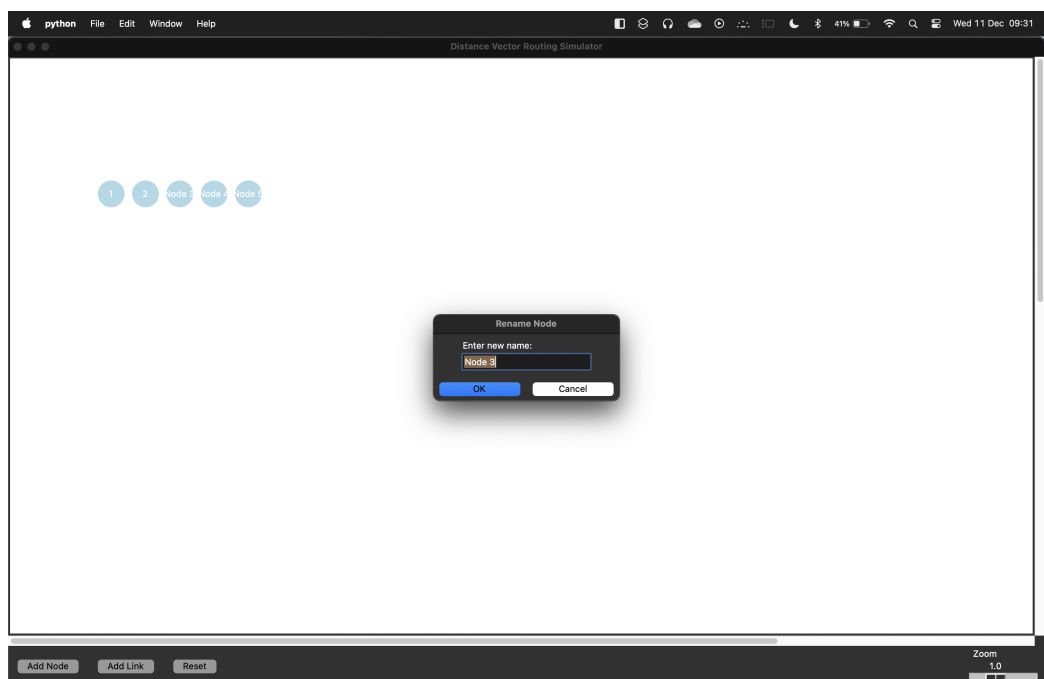 python File Edit Window Help 41% Wed 11 Dec 09:31
Distance Vector Routing Simulator
1 2 Node 3 Node 4 Node 5
Rename Node
Enter new name:
Node 3
OK Cancel
Add Node Add Link Reset
Zoom
1.0